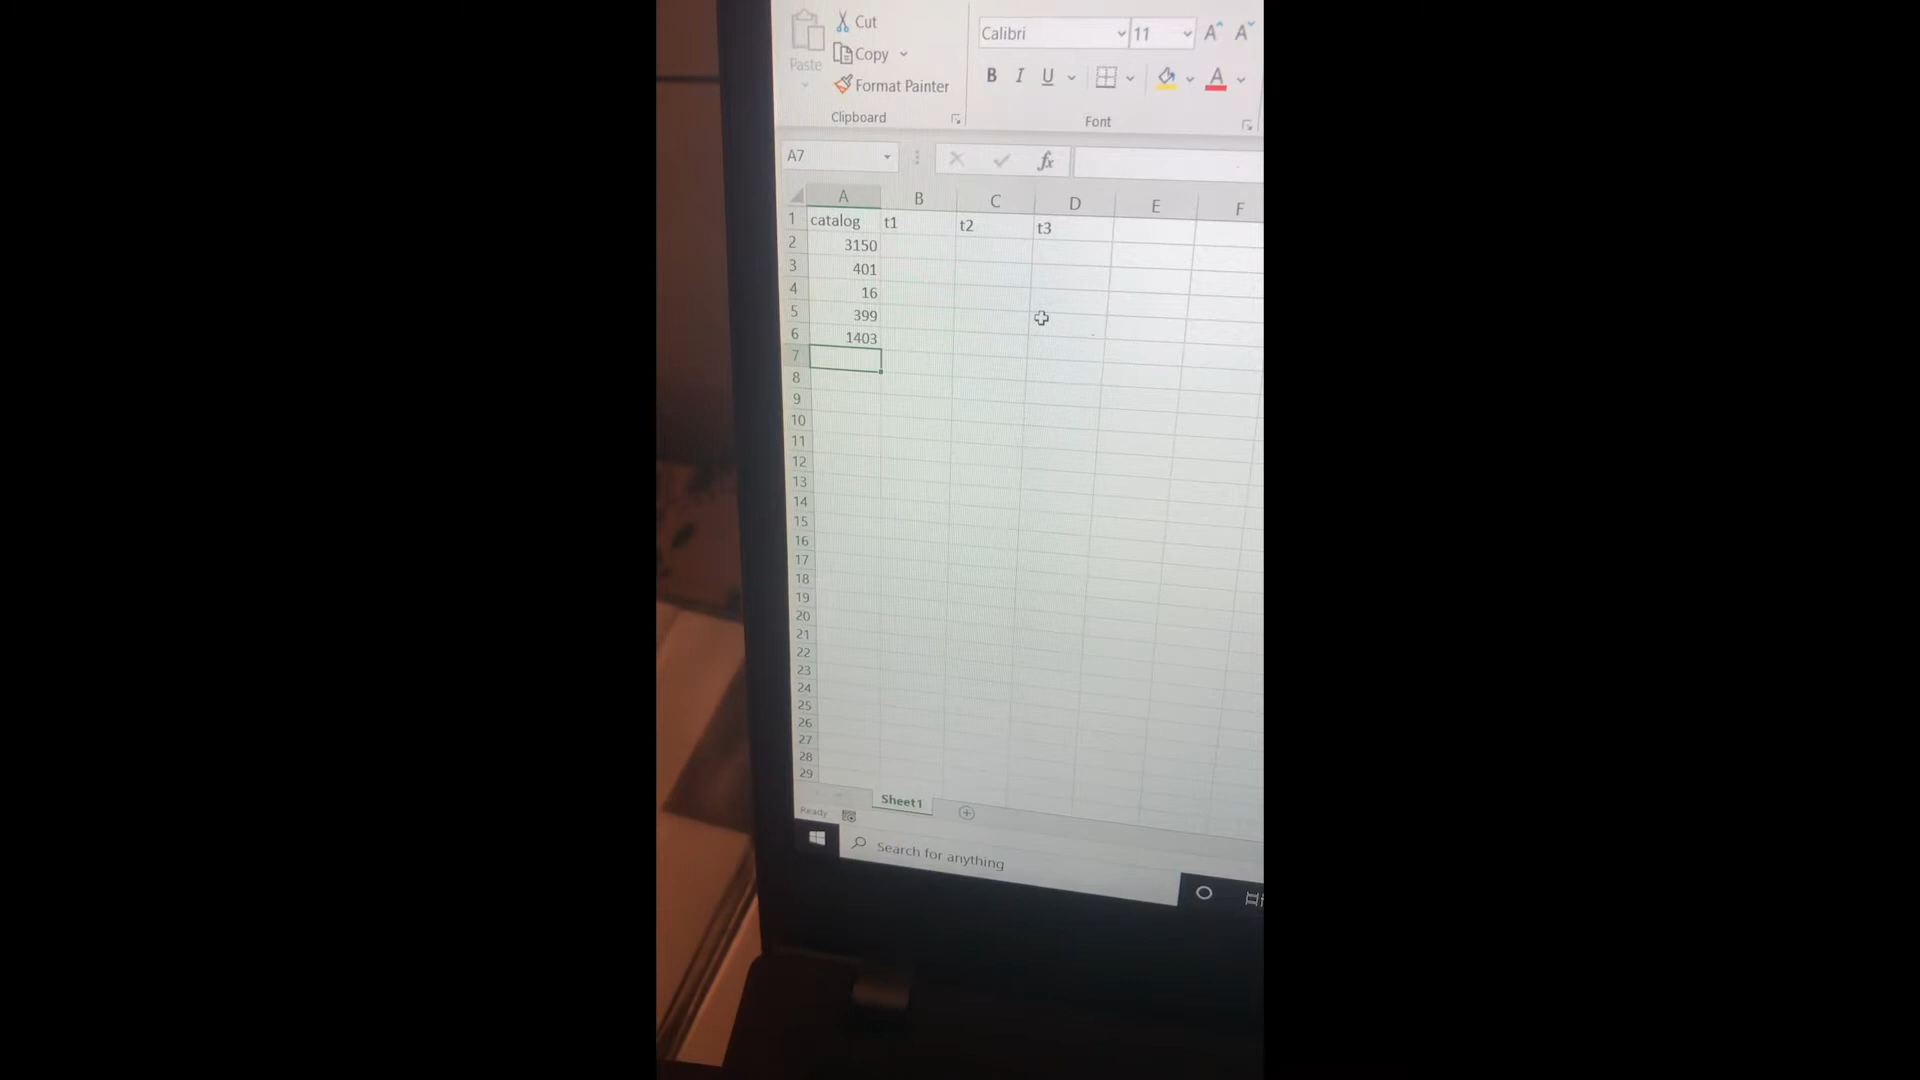 Cut
Paste
Copy
Format Painter
Clipboard
Calibri 11 A A
B I U A
Font
A7 fx
A B C D E F
1 catalog t1 t2 t3
2 3150
3 401
4 16
5 399
6 1403
7
8
9
10
11
12
13
14
15
16
17
18
19
20
21
22
23
24
25
26
27
28
29
Sheet1
Ready
Search for anything